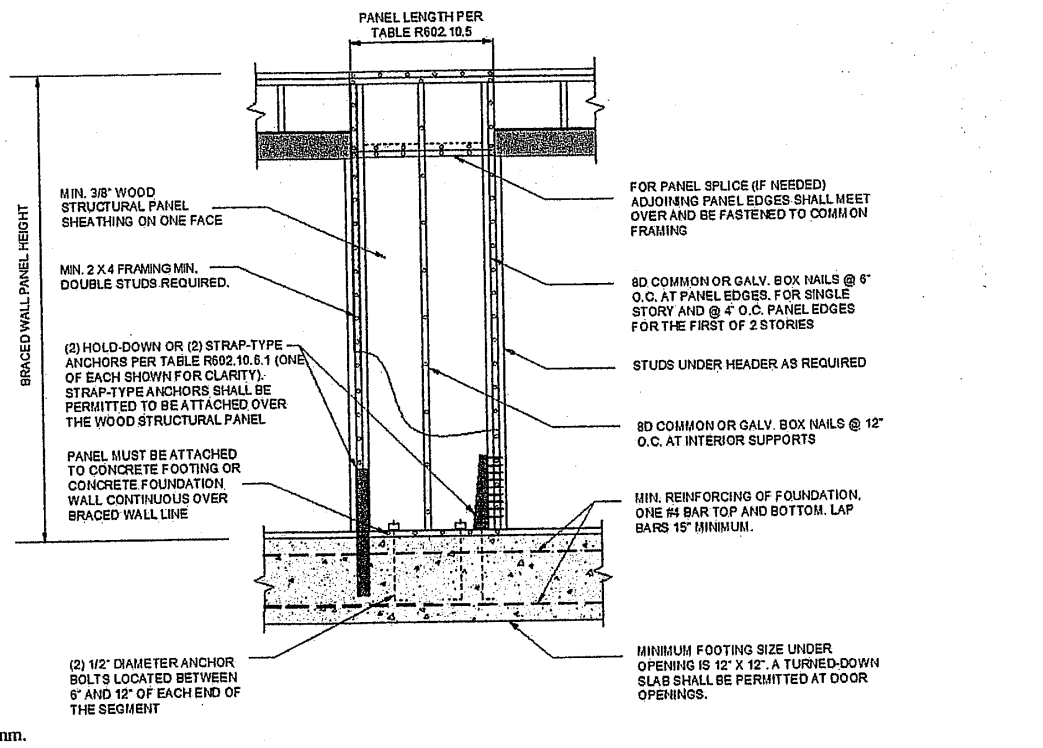 PANEL LENGTH PER
TABLE R602.10.5
BRACED WALL PANEL HEIGHT
MIN. 3/8" WOOD
STRUCTURAL PANEL
SHEATHING ON ONE FACE
MIN. 2 X 4 FRAMING MIN.
DOUBLE STUDS REQUIRED.
(2) HOLD-DOWN OR (2) STRAP-TYPE
ANCHORS PER TABLE R602.10.6.1 (ONE
OF EACH SHOWN FOR CLARITY).
STRAP-TYPE ANCHORS SHALL BE
PERMITTED TO BE ATTACHED OVER
THE WOOD STRUCTURAL PANEL
PANEL MUST BE ATTACHED
TO CONCRETE FOOTING OR
CONCRETE FOUNDATION
WALL CONTINUOUS OVER
BRACED WALL LINE
(2) 1/2" DIAMETER ANCHOR
BOLTS LOCATED BETWEEN
6" AND 12" OF EACH END OF
THE SEGMENT
FOR PANEL SPLICE (IF NEEDED)
ADJOINING PANEL EDGES SHALL MEET
OVER AND BE FASTENED TO COMMON
FRAMING
8D COMMON OR GALV. BOX NAILS @ 6"
O.C. AT PANEL EDGES. FOR SINGLE
STORY AND @ 4" O.C. PANEL EDGES
FOR THE FIRST OF 2 STORIES
STUDS UNDER HEADER AS REQUIRED
8D COMMON OR GALV. BOX NAILS @ 12"
O.C. AT INTERIOR SUPPORTS
MIN. REINFORCING OF FOUNDATION,
ONE #4 BAR TOP AND BOTTOM. LAP
BARS 15" MINIMUM.
MINIMUM FOOTING SIZE UNDER
OPENING IS 12" X 12". A TURNED-DOWN
SLAB SHALL BE PERMITTED AT DOOR
OPENINGS.